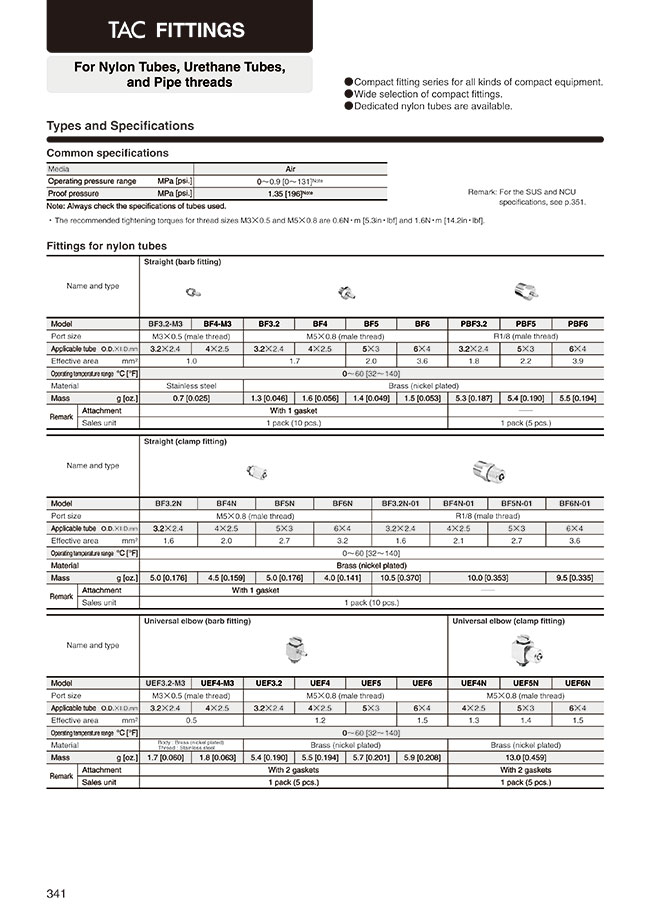 TAC FITTINGS
For Nylon Tubes, Urethane Tubes,
and Pipe threads
●Compact fitting series for all kinds of compact equipment.
●Wide selection of compact fittings.
●Dedicated nylon tubes are available.
Types and Specifications
Common specifications
Media Air
Operating pressure range MPa [psi.] 0～0.9 [0～131]Note
Proof pressure MPa [psi.] 1.35 [196]Note
Note: Always check the specifications of tubes used.
Remark: For the SUS and NCU
specifications, see p.351.
・The recommended tightening torques for thread sizes M3×0.5 and M5×0.8 are 0.6N・m [5.3in・lbf] and 1.6N・m [14.2in・lbf].
Fittings for nylon tubes
Name and type Straight (barb fitting)
Model BF3.2-M3 BF4-M3 BF3.2 BF4 BF5 BF6 PBF3.2 PBF5 PBF6
Port size M3×0.5 (male thread) M5×0.8 (male thread) R1/8 (male thread)
Applicable tube O.D.×I.D.mm 3.2×2.4 4×2.5 3.2×2.4 4×2.5 5×3 6×4 3.2×2.4 5×3 6×4
Effective area mm² 1.0 1.7 2.0 3.6 1.8 2.2 3.9
Operating temperature range °C [°F] 0～60 [32～140]
Material Stainless steel Brass (nickel plated)
Mass g [oz.] 0.7 [0.025] 1.3 [0.046] 1.6 [0.056] 1.4 [0.049] 1.5 [0.053] 5.3 [0.187] 5.4 [0.190] 5.5 [0.194]
Remark Attachment With 1 gasket ──
Sales unit 1 pack (10 pcs.) 1 pack (5 pcs.)
Name and type Straight (clamp fitting)
Model BF3.2N BF4N BF5N BF6N BF3.2N-01 BF4N-01 BF5N-01 BF6N-01
Port size M5×0.8 (male thread) R1/8 (male thread)
Applicable tube O.D.×I.D.mm 3.2×2.4 4×2.5 5×3 6×4 3.2×2.4 4×2.5 5×3 6×4
Effective area mm² 1.6 2.0 2.7 3.2 1.6 2.1 2.7 3.6
Operating temperature range °C [°F] 0～60 [32～140]
Material Brass (nickel plated)
Mass g [oz.] 5.0 [0.176] 4.5 [0.159] 5.0 [0.176] 4.0 [0.141] 10.5 [0.370] 10.0 [0.353] 9.5 [0.335]
Remark Attachment With 1 gasket ──
Sales unit 1 pack (10 pcs.)
Name and type Universal elbow (barb fitting) Universal elbow (clamp fitting)
Model UEF3.2-M3 UEF4-M3 UEF3.2 UEF4 UEF5 UEF6 UEF4N UEF5N UEF6N
Port size M3×0.5 (male thread) M5×0.8 (male thread) M5×0.8 (male thread)
Applicable tube O.D.×I.D.mm 3.2×2.4 4×2.5 3.2×2.4 4×2.5 5×3 6×4 4×2.5 5×3 6×4
Effective area mm² 0.5 1.2 1.5 1.3 1.4 1.5
Operating temperature range °C [°F] 0～60 [32～140]
Material Body : Brass (nickel plated) Thread : Stainless steel Brass (nickel plated) Brass (nickel plated)
Mass g [oz.] 1.7 [0.060] 1.8 [0.063] 5.4 [0.190] 5.5 [0.194] 5.7 [0.201] 5.9 [0.208] 13.0 [0.459]
Remark Attachment With 2 gaskets With 2 gaskets
Sales unit 1 pack (5 pcs.) 1 pack (5 pcs.)
341